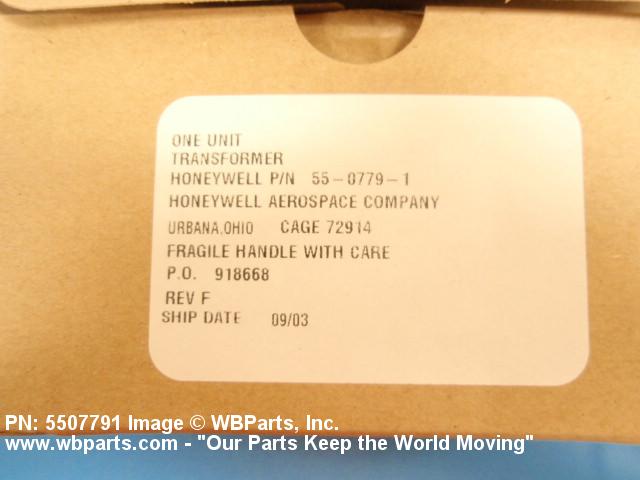 ONE UNIT
TRANSFORMER
HONEYWELL P/N 55-0779-1
HONEYWELL AEROSPACE COMPANY
URBANA,OHIO CAGE 72914
FRAGILE HANDLE WITH CARE
P.O. 918668
REV F
SHIP DATE 09/03
PN: 5507791 Image © WBParts, Inc.
www.wbparts.com - "Our Parts Keep the World Moving"